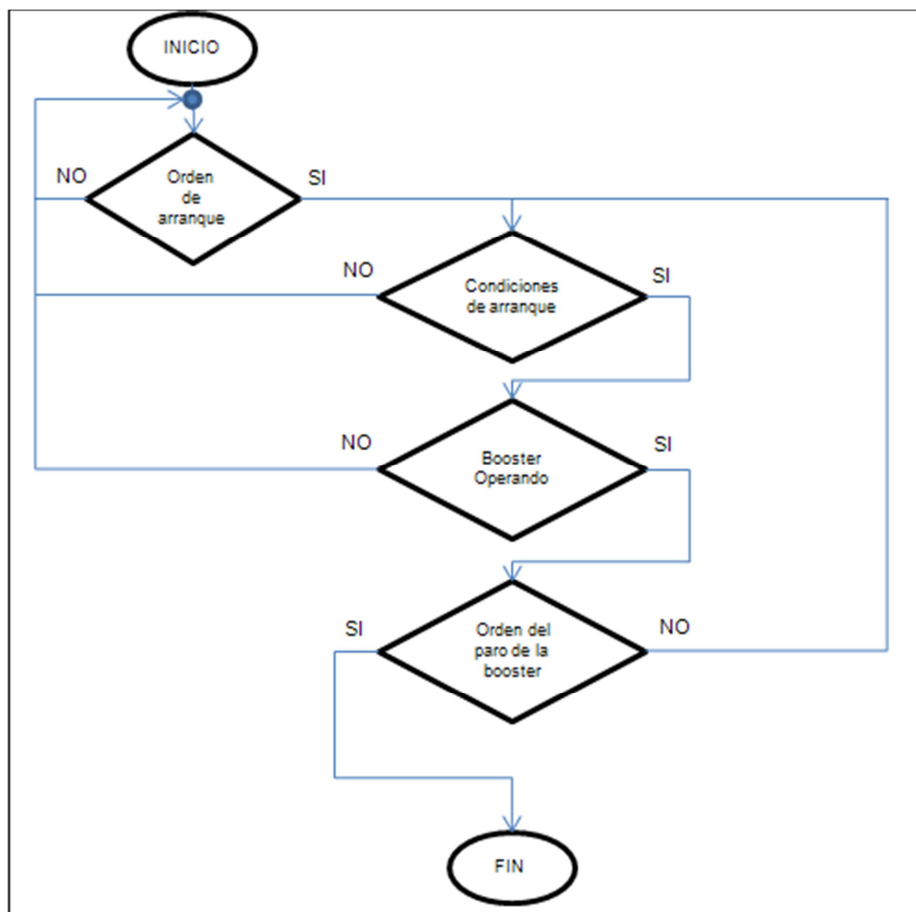 INICIO
NO
Orden
de
arranque
SI
NO
Condiciones
de arranque
SI
NO
Booster
Operando
SI
SI
Orden del
paro de la
booster
NO
FIN